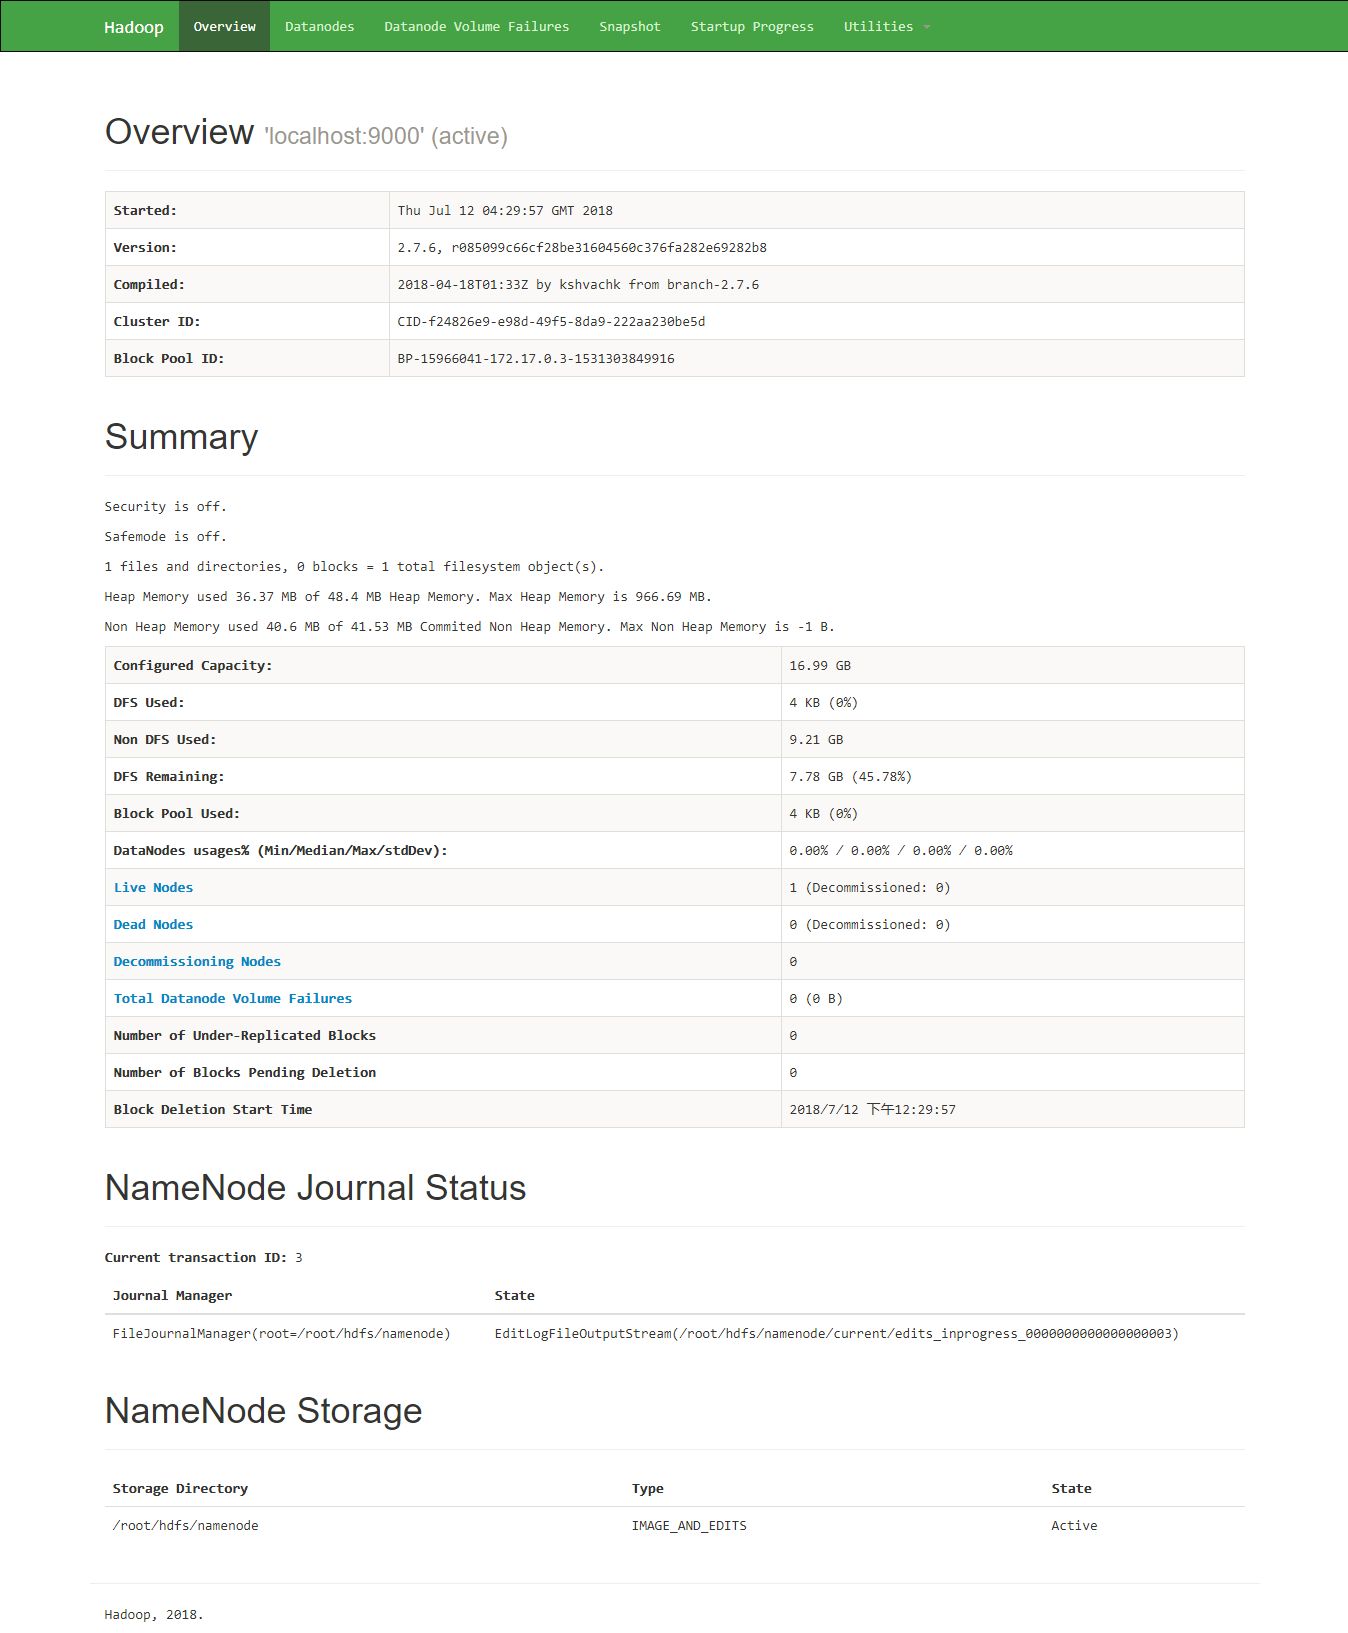 Hadoop Overview Datanodes Datanode Volume Failures Snapshot Startup Progress Utilities
Overview 'localhost:9000' (active)
Started: Thu Jul 12 04:29:57 GMT 2018
Version: 2.7.6, r085099c66cf28be31604560c376fa282e69282b8
Compiled: 2018-04-18T01:33Z by kshvachk from branch-2.7.6
Cluster ID: CID-f24826e9-e98d-49f5-8da9-222aa230be5d
Block Pool ID: BP-15966041-172.17.0.3-1531303849916
Summary
Security is off.
Safemode is off.
1 files and directories, 0 blocks = 1 total filesystem object(s).
Heap Memory used 36.37 MB of 48.4 MB Heap Memory. Max Heap Memory is 966.69 MB.
Non Heap Memory used 40.6 MB of 41.53 MB Commited Non Heap Memory. Max Non Heap Memory is -1 B.
Configured Capacity: 16.99 GB
DFS Used: 4 KB (0%)
Non DFS Used: 9.21 GB
DFS Remaining: 7.78 GB (45.78%)
Block Pool Used: 4 KB (0%)
DataNodes usages% (Min/Median/Max/stdDev): 0.00% / 0.00% / 0.00% / 0.00%
Live Nodes 1 (Decommissioned: 0)
Dead Nodes 0 (Decommissioned: 0)
Decommissioning Nodes 0
Total Datanode Volume Failures 0 (0 B)
Number of Under-Replicated Blocks 0
Number of Blocks Pending Deletion 0
Block Deletion Start Time 2018/7/12 下午12:29:57
NameNode Journal Status
Current transaction ID: 3
Journal Manager State
FileJournalManager(root=/root/hdfs/namenode) EditLogFileOutputStream(/root/hdfs/namenode/current/edits_inprogress_0000000000000000003)
NameNode Storage
Storage Directory Type State
/root/hdfs/namenode IMAGE_AND_EDITS Active
Hadoop, 2018.